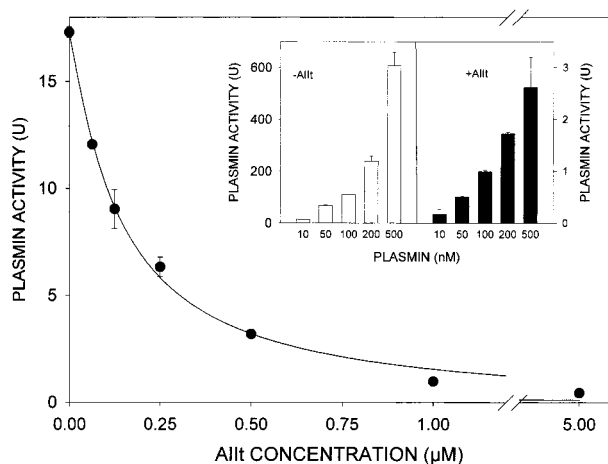 PLASMIN ACTIVITY (U)
15
10
5
0
0.00 0.25 0.50 0.75 1.00 5.00
AIIt CONCENTRATION (µM)
PLASMIN ACTIVITY (U)
600
400
200
0
-AIIt
+AIIt
3
2
1
0
PLASMIN ACTIVITY (U)
10 50 100 200 500 10 50 100 200 500
PLASMIN (nM)